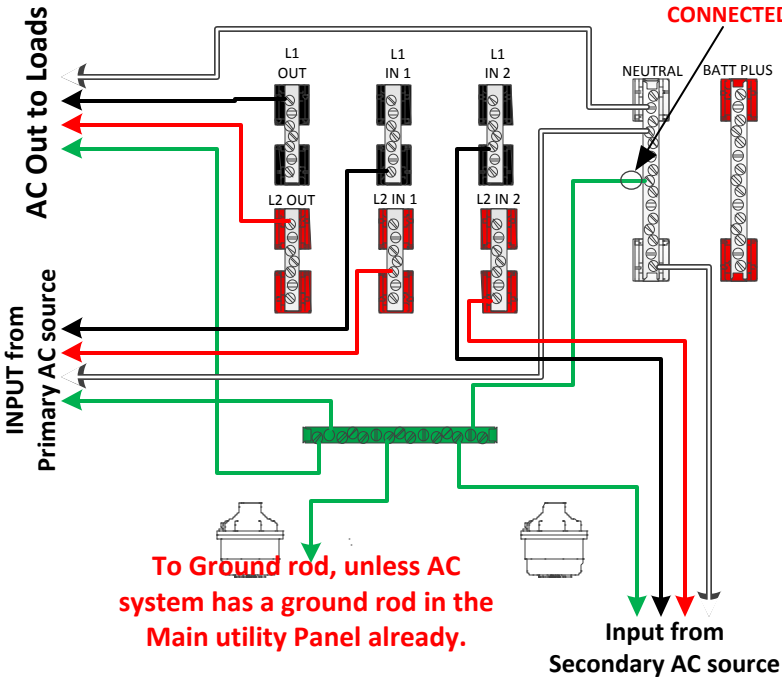 CONNECTED
AC Out to Loads
L1
OUT
L1
IN 1
L1
IN 2
NEUTRAL
BATT PLUS
L2 OUT
L2 IN 1
L2 IN 2
INPUT from
Primary AC source
To Ground rod, unless AC
system has a ground rod in the
Main utility Panel already.
Input from
Secondary AC source